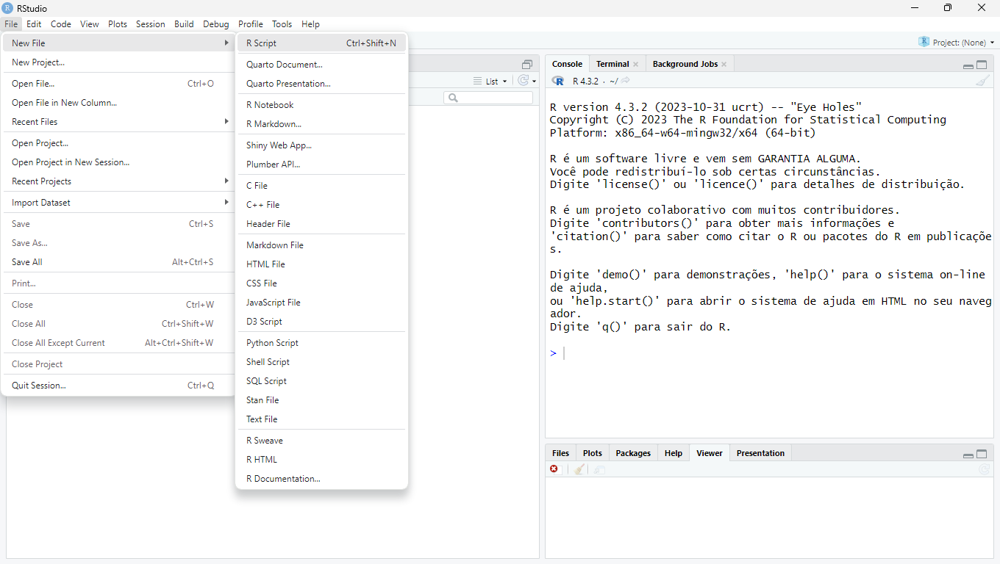 RStudio
File Edit Code View Plots Session Build Debug Profile Tools Help
Project: (None)
New File
New Project...
Open File... Ctrl+O
Open File in New Column...
Recent Files
Open Project...
Open Project in New Session...
Recent Projects
Import Dataset
Save Ctrl+S
Save As...
Save All Alt+Ctrl+S
Print...
Close Ctrl+W
Close All Ctrl+Shift+W
Close All Except Current Alt+Ctrl+Shift+W
Close Project
Quit Session... Ctrl+Q
R Script Ctrl+Shift+N
Quarto Document...
Quarto Presentation...
R Notebook
R Markdown...
Shiny Web App...
Plumber API...
C File
C++ File
Header File
Markdown File
HTML File
CSS File
JavaScript File
D3 Script
Python Script
Shell Script
SQL Script
Stan File
Text File
R Sweave
R HTML
R Documentation...
List
Console Terminal Background Jobs
R 4.3.2 · ~/
R version 4.3.2 (2023-10-31 ucrt) -- "Eye Holes"
Copyright (C) 2023 The R Foundation for Statistical Computing
Platform: x86_64-w64-mingw32/x64 (64-bit)
R é um software livre e vem sem GARANTIA ALGUMA.
Você pode redistribuí-lo sob certas circunstâncias.
Digite 'license()' ou 'licence()' para detalhes de distribuição.
R é um projeto colaborativo com muitos contribuidores.
Digite 'contributors()' para obter mais informações e
'citation()' para saber como citar o R ou pacotes do R em publicaçõe
s.
Digite 'demo()' para demonstrações, 'help()' para o sistema on-line
de ajuda,
ou 'help.start()' para abrir o sistema de ajuda em HTML no seu naveg
ador.
Digite 'q()' para sair do R.
>
Files Plots Packages Help Viewer Presentation